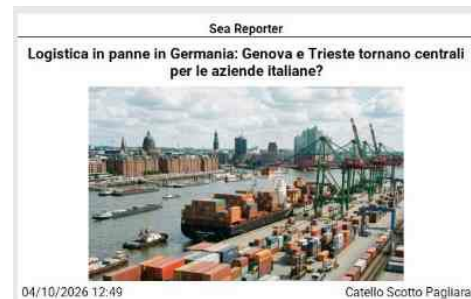 Sea Reporter
Logistica in panne in Germania: Genova e Trieste tornano centrali
per le aziende italiane?
04/10/2026 12:49
Catello Scotto Pagliara